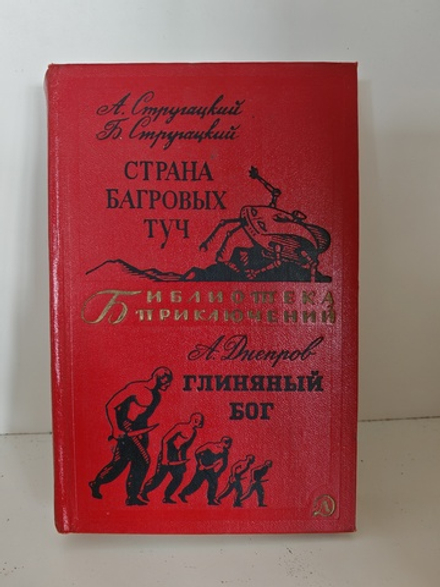 А. Стругацкий
Б. Стругацкий
СТРАНА
БАГРОВЫХ
ТУЧ
БИБЛИОТЕКА
ПРИКЛЮЧЕНИЙ
А. Днепров
ГЛИНЯНЫЙ
БОГ
Д